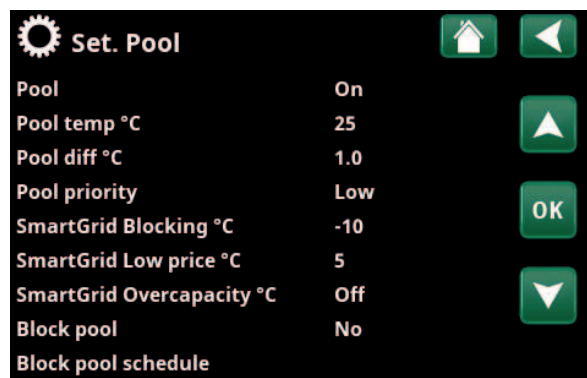 Set. Pool
Pool On
Pool temp °C 25
Pool diff °C 1.0
Pool priority Low
SmartGrid Blocking °C -10
SmartGrid Low price °C 5
SmartGrid Overcapacity °C Off
Block pool No
Block pool schedule
OK